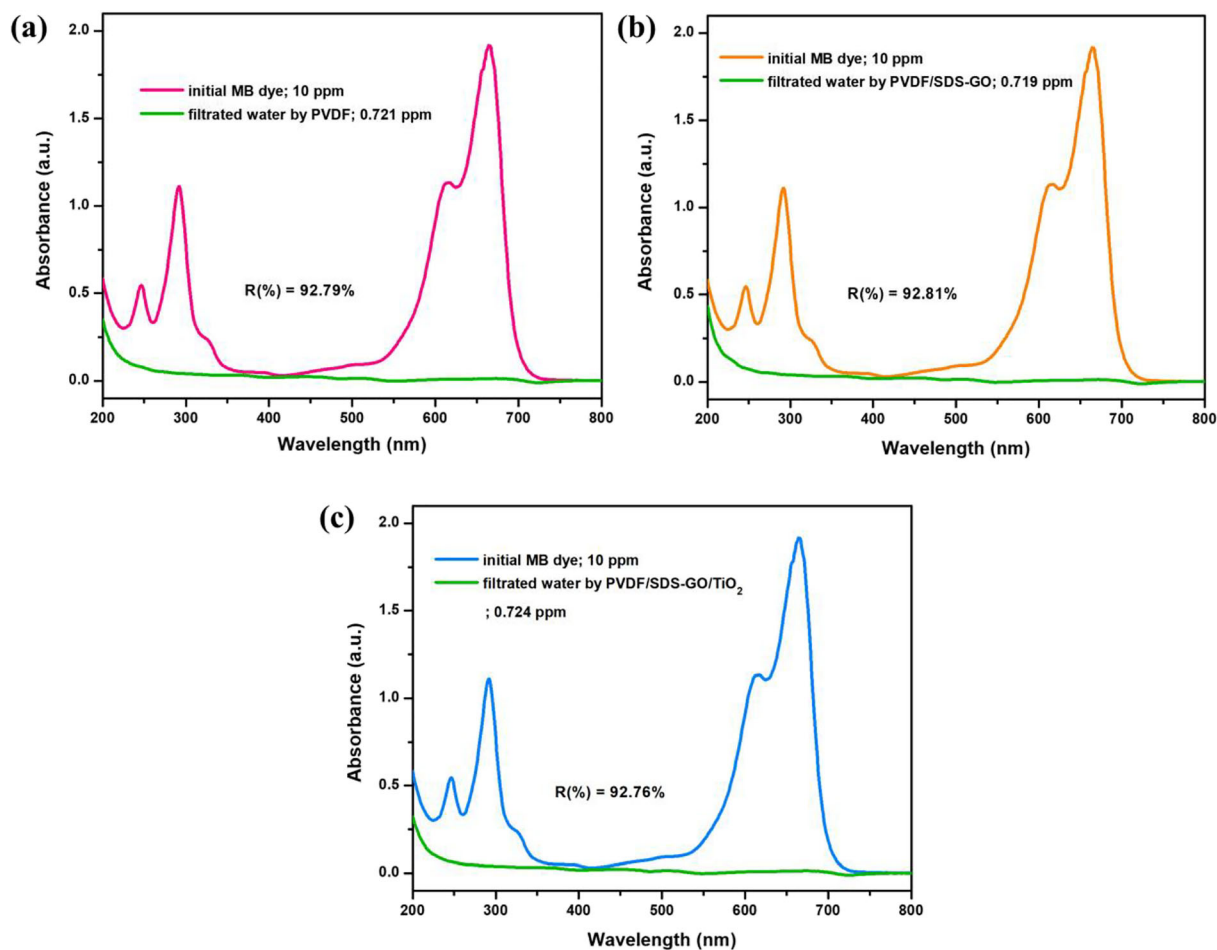 (a)
2.0
1.5
1.0
0.5
0.0
Absorbance (a.u.)
initial MB dye; 10 ppm
filtrated water by PVDF; 0.721 ppm
R(%) = 92.79%
200 300 400 500 600 700 800
Wavelength (nm)
(b)
2.0
1.5
1.0
0.5
0.0
Absorbance (a.u.)
initial MB dye; 10 ppm
filtrated water by PVDF/SDS-GO; 0.719 ppm
R(%) = 92.81%
200 300 400 500 600 700 800
Wavelength (nm)
(c)
2.0
1.5
1.0
0.5
0.0
Absorbance (a.u.)
initial MB dye; 10 ppm
filtrated water by PVDF/SDS-GO/TiO₂
; 0.724 ppm
R(%) = 92.76%
200 300 400 500 600 700 800
Wavelength (nm)